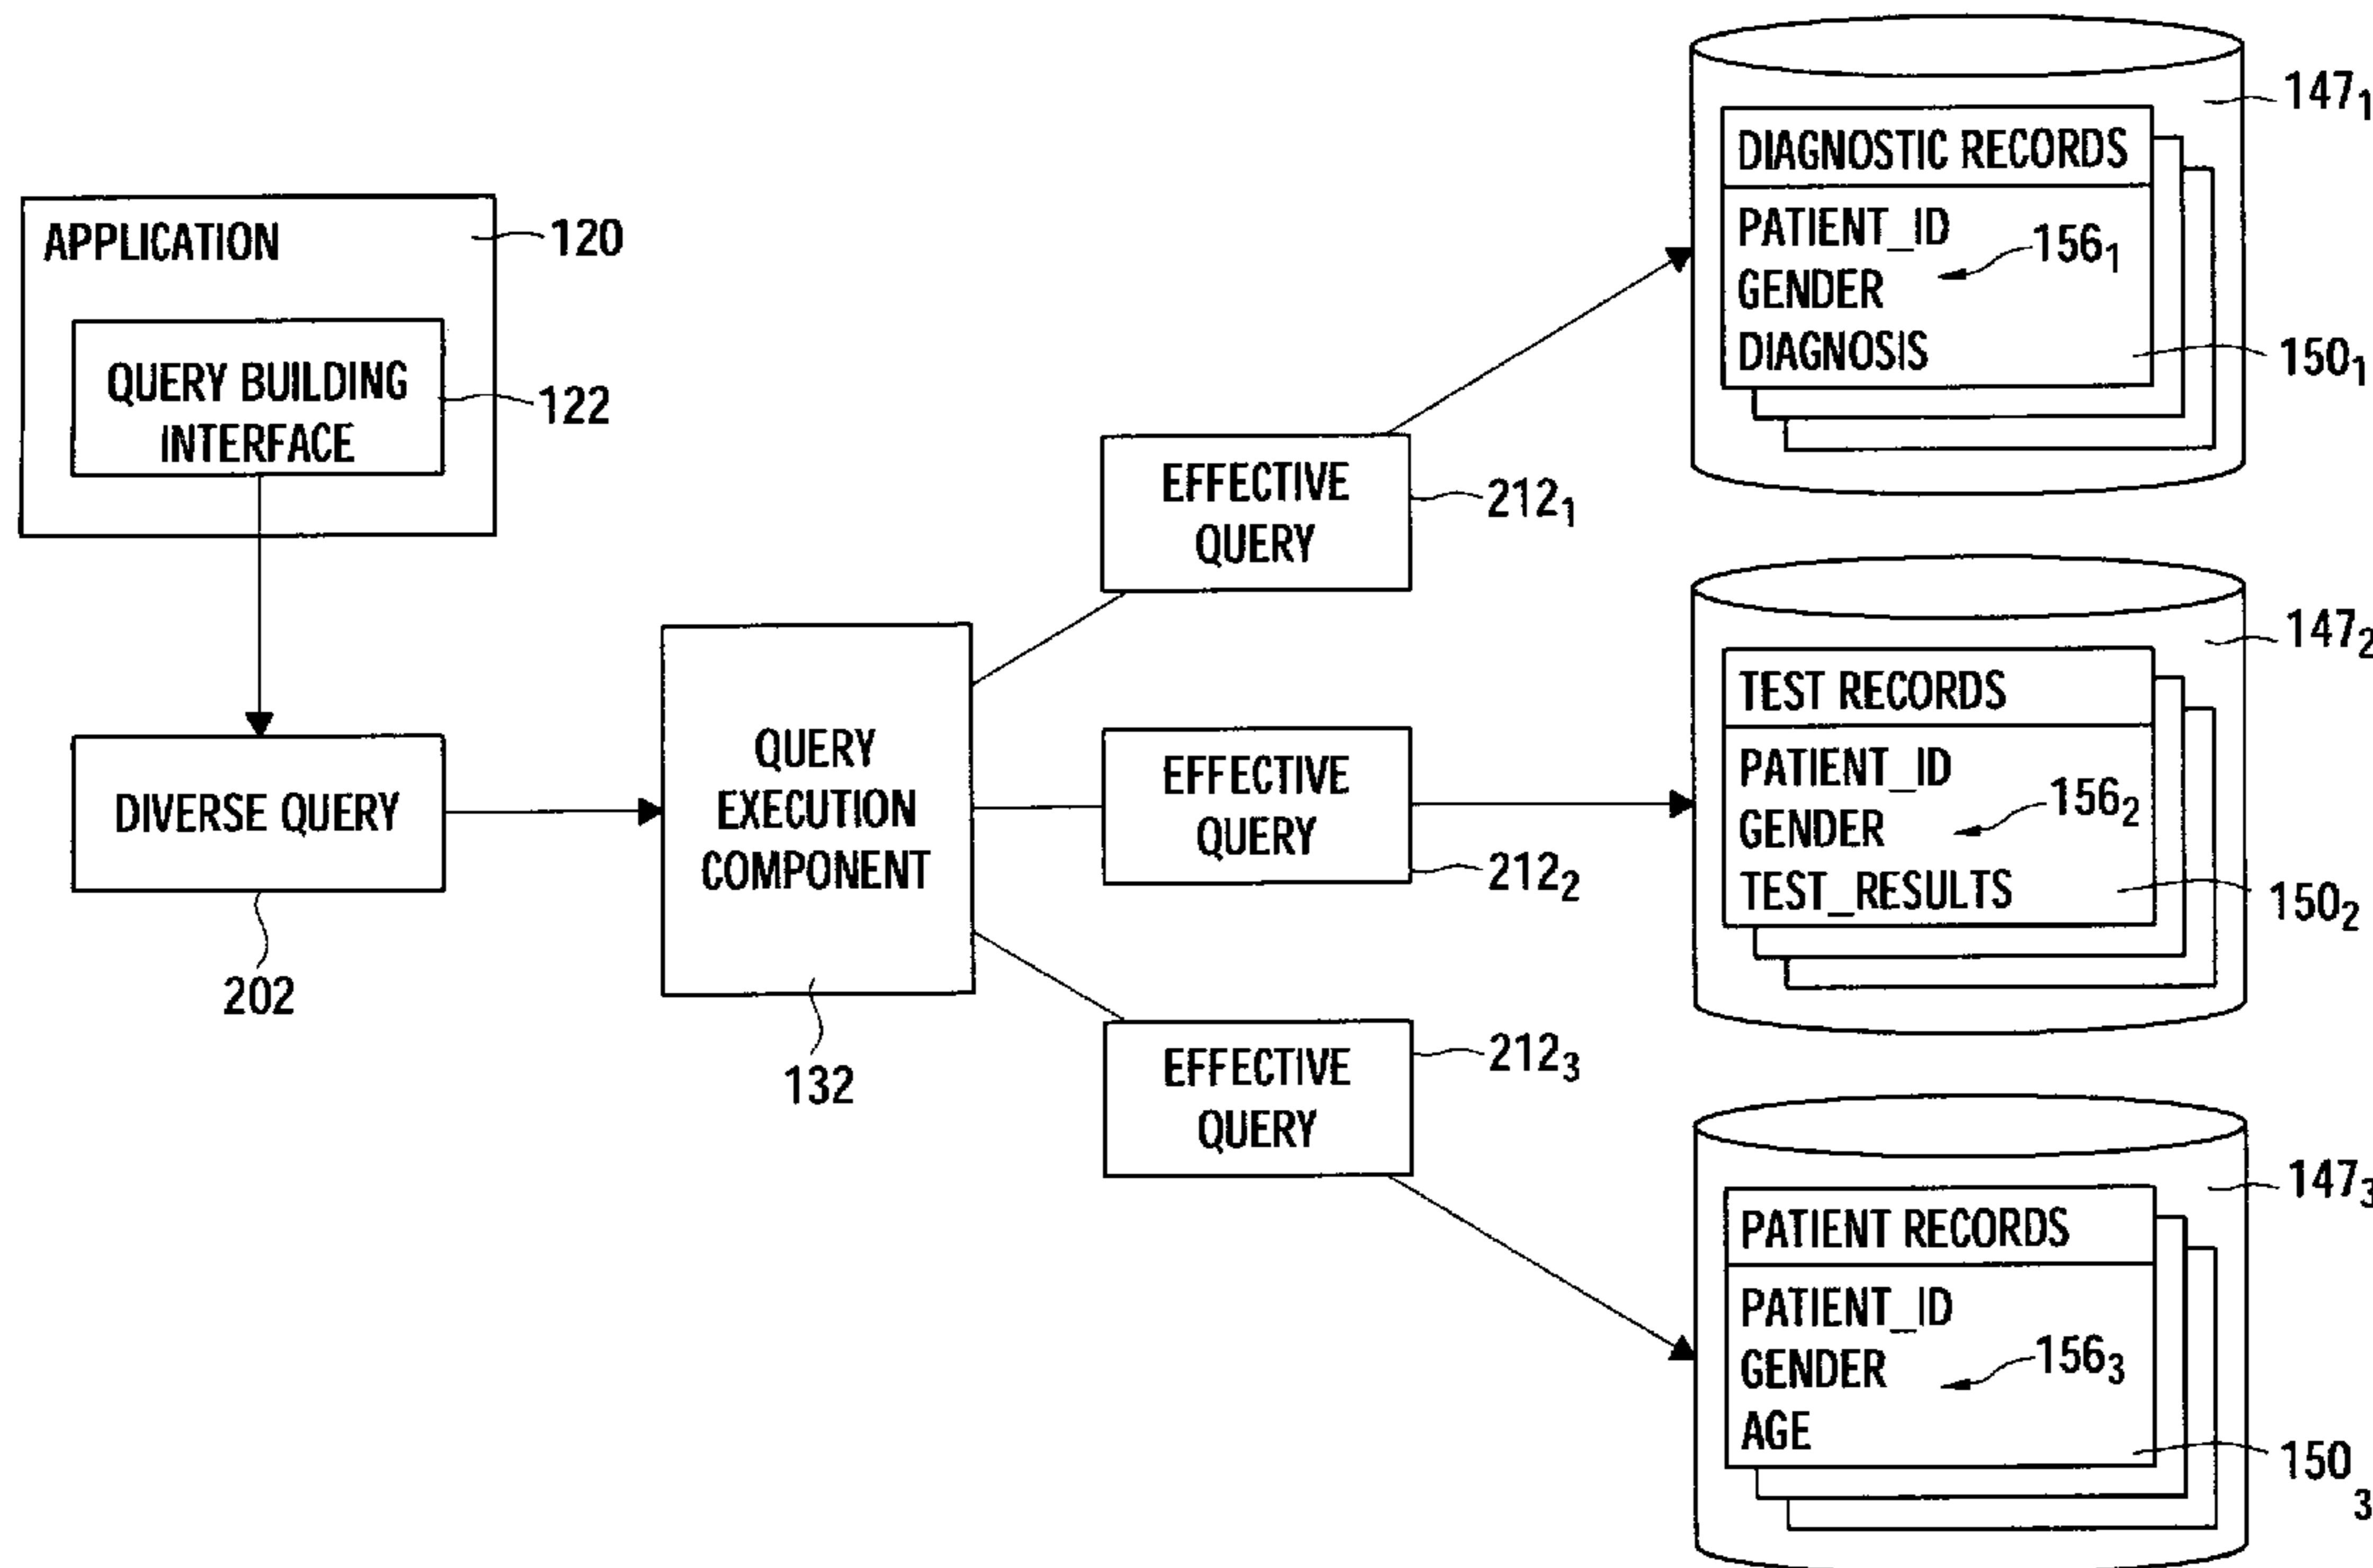 APPLICATION
120
QUERY BUILDING
INTERFACE
122
DIVERSE QUERY
202
QUERY
EXECUTION
COMPONENT
132
EFFECTIVE
QUERY
212₁
EFFECTIVE
QUERY
212₂
EFFECTIVE
QUERY
212₃
147₁
DIAGNOSTIC RECORDS
PATIENT_ID
GENDER
DIAGNOSIS
156₁
150₁
147₂
TEST RECORDS
PATIENT_ID
GENDER
TEST_RESULTS
156₂
150₂
147₃
PATIENT RECORDS
PATIENT_ID
GENDER
AGE
156₃
150₃